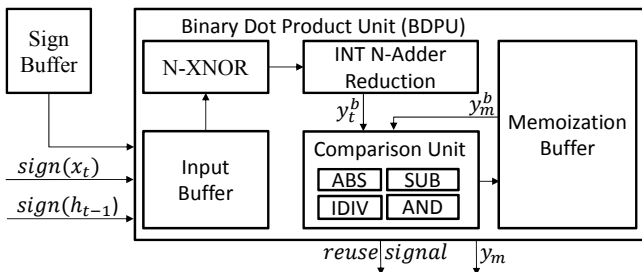 Binary Dot Product Unit (BDPU)
Sign
Buffer
N-XNOR
INT N-Adder
Reduction
y_t^b
y_m^b
Memoization
Buffer
Input
Buffer
Comparison Unit
ABS SUB
IDIV AND
sign(x_t)
sign(h_{t-1})
reuse signal
y_m